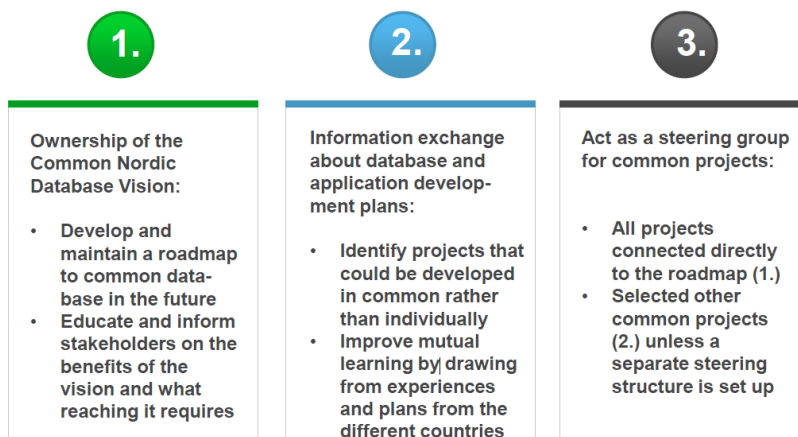 1.
2.
3.
Ownership of the
Common Nordic
Database Vision:
• Develop and
maintain a roadmap
to common data-
base in the future
• Educate and inform
stakeholders on the
benefits of the
vision and what
reaching it requires
Information exchange
about database and
application develop-
ment plans:
• Identify projects that
could be developed
in common rather
than individually
• Improve mutual
learning by drawing
from experiences
and plans from the
different countries
Act as a steering group
for common projects:
• All projects
connected directly
to the roadmap (1.)
• Selected other
common projects
(2.) unless a
separate steering
structure is set up